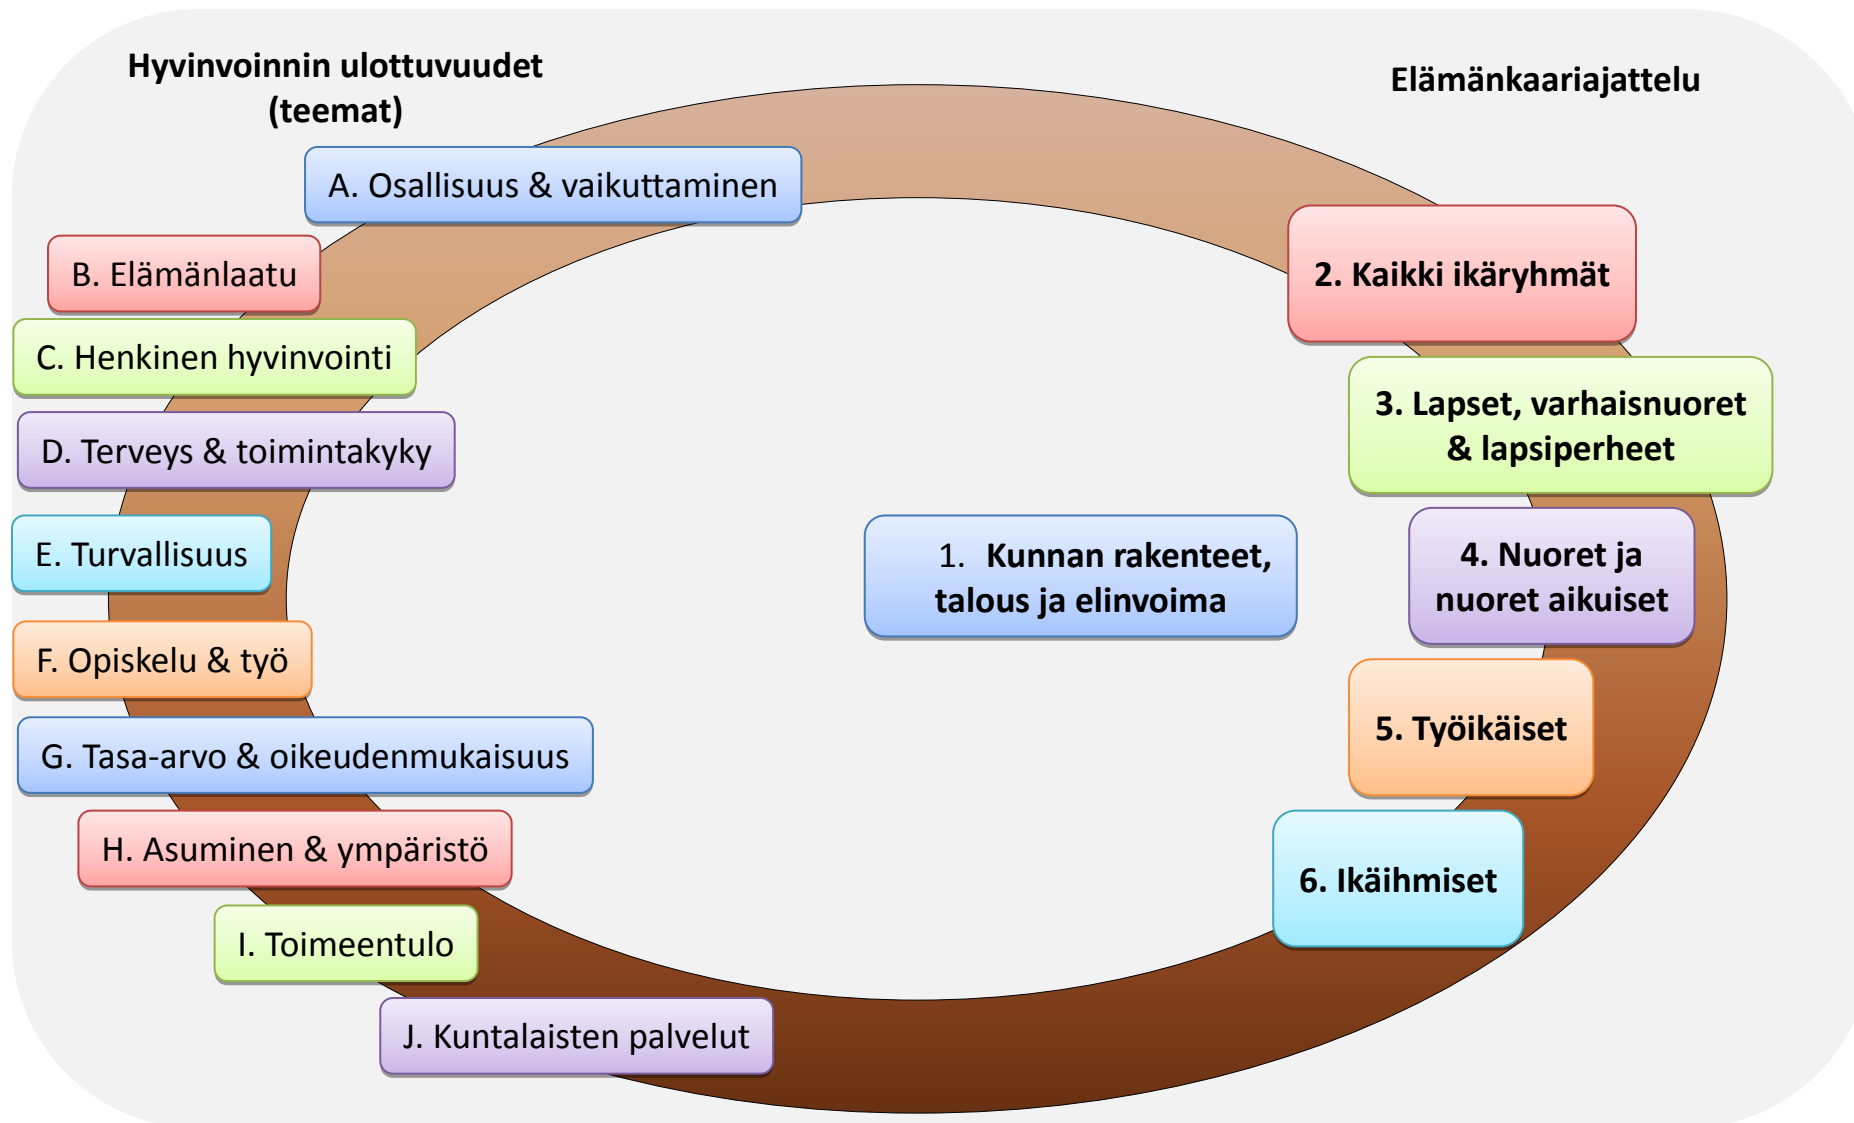 Hyvinvoinnin ulottuvuudet
(teemat)
Elämänkaariajattelu
A. Osallisuus & vaikuttaminen
B. Elämänlaatu
C. Henkinen hyvinvointi
D. Terveys & toimintakyky
E. Turvallisuus
F. Opiskelu & työ
G. Tasa-arvo & oikeudenmukaisuus
H. Asuminen & ympäristö
I. Toimeentulo
J. Kuntalaisten palvelut
1. Kunnan rakenteet,
talous ja elinvoima
2. Kaikki ikäryhmät
3. Lapset, varhaisnuoret
& lapsiperheet
4. Nuoret ja
nuoret aikuiset
5. Työikäiset
6. Ikäihmiset